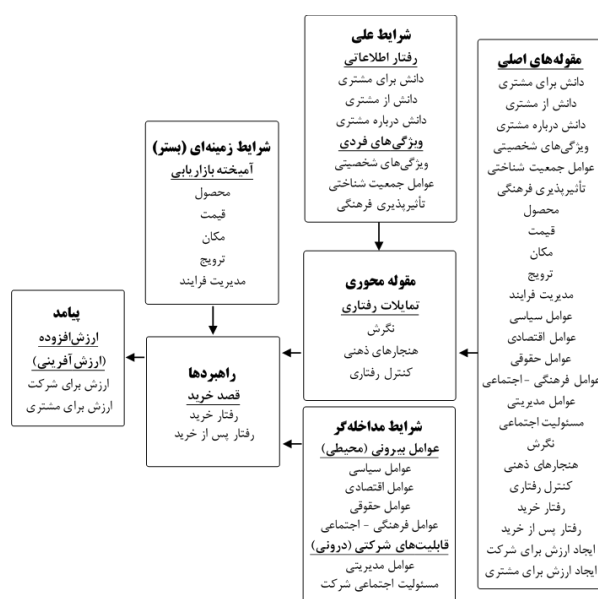 مقوله‌های اصلی
دانش برای مشتری
دانش از مشتری
دانش درباره مشتری
ویژگی‌های شخصیتی
عوامل جمعیت شناختی
تأثیرپذیری فرهنگی
محصول
قیمت
مکان
ترویج
مدیریت فرایند
عوامل سیاسی
عوامل اقتصادی
عوامل حقوقی
عوامل فرهنگی -اجتماعی
عوامل مدیریتی
مسئولیت اجتماعی
نگرش
هنجارهای ذهنی
کنترل رفتاری
رفتار خرید
رفتار پس از خرید
ایجاد ارزش برای شرکت
ایجاد ارزش برای مشتری
شرایط علی
رفتار اطلاعاتی
دانش برای مشتری
دانش از مشتری
دانش درباره مشتری
ویژگی‌های فردی
ویژگی‌های شخصیتی
عوامل جمعیت شناختی
تأثیرپذیری فرهنگی
مقوله محوری
تمایلات رفتاری
نگرش
هنجارهای ذهنی
کنترل رفتاری
شرایط مداخله‌گر
عوامل بیرونی (محیطی)
عوامل سیاسی
عوامل اقتصادی
عوامل حقوقی
عوامل فرهنگی - اجتماعی
قابلیت‌های شرکتی (درونی)
عوامل مدیریتی
مسئولیت اجتماعی شرکت
شرایط زمینه‌ای (بستر)
آمیخته بازاریابی
محصول
قیمت
مکان
ترویج
مدیریت فرایند
راهبردها
قصد خرید
رفتار خرید
رفتار پس از خرید
پیامد
ارزش‌افزوده
(ارزش‌آفرینی)
ارزش برای شرکت
ارزش برای مشتری